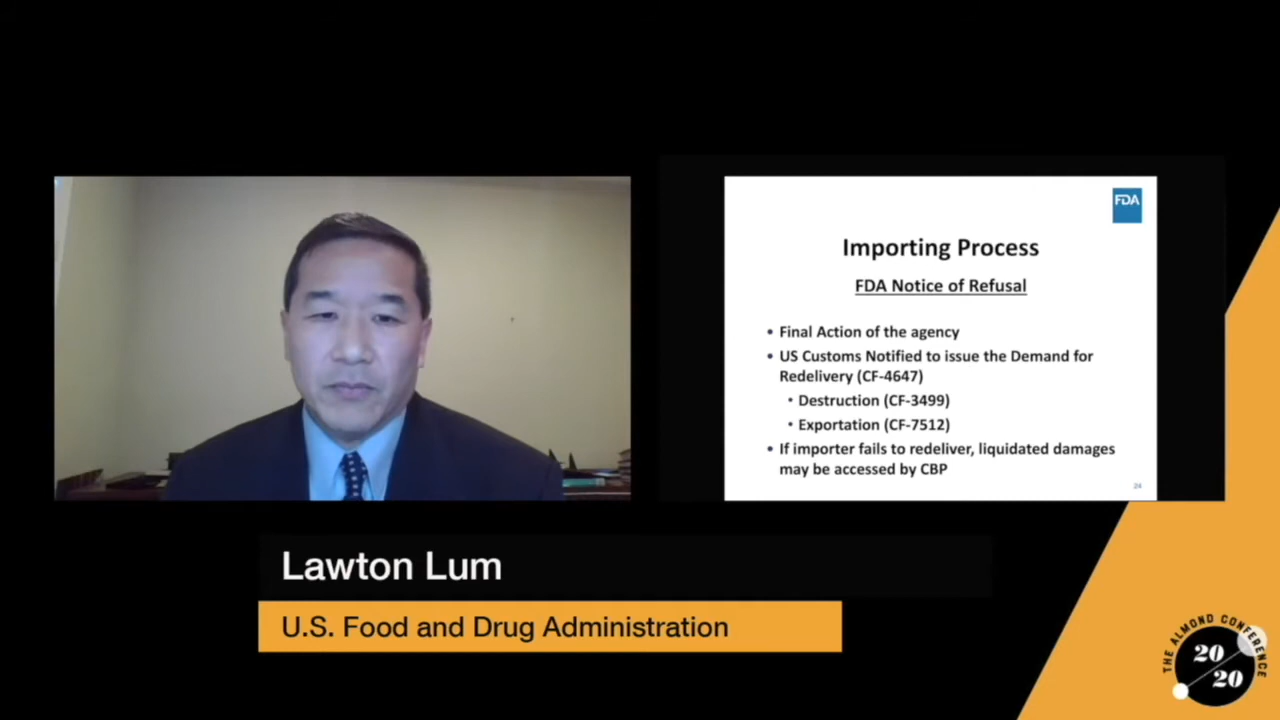 FDA
Importing Process
FDA Notice of Refusal
• Final Action of the agency
• US Customs Notified to issue the Demand for
Redelivery (CF-4647)
• Destruction (CF-3499)
• Exportation (CF-7512)
• If importer fails to redeliver, liquidated damages
may be accessed by CBP
24
Lawton Lum
U.S. Food and Drug Administration
THE ALMOND CONFERENCE
20
20